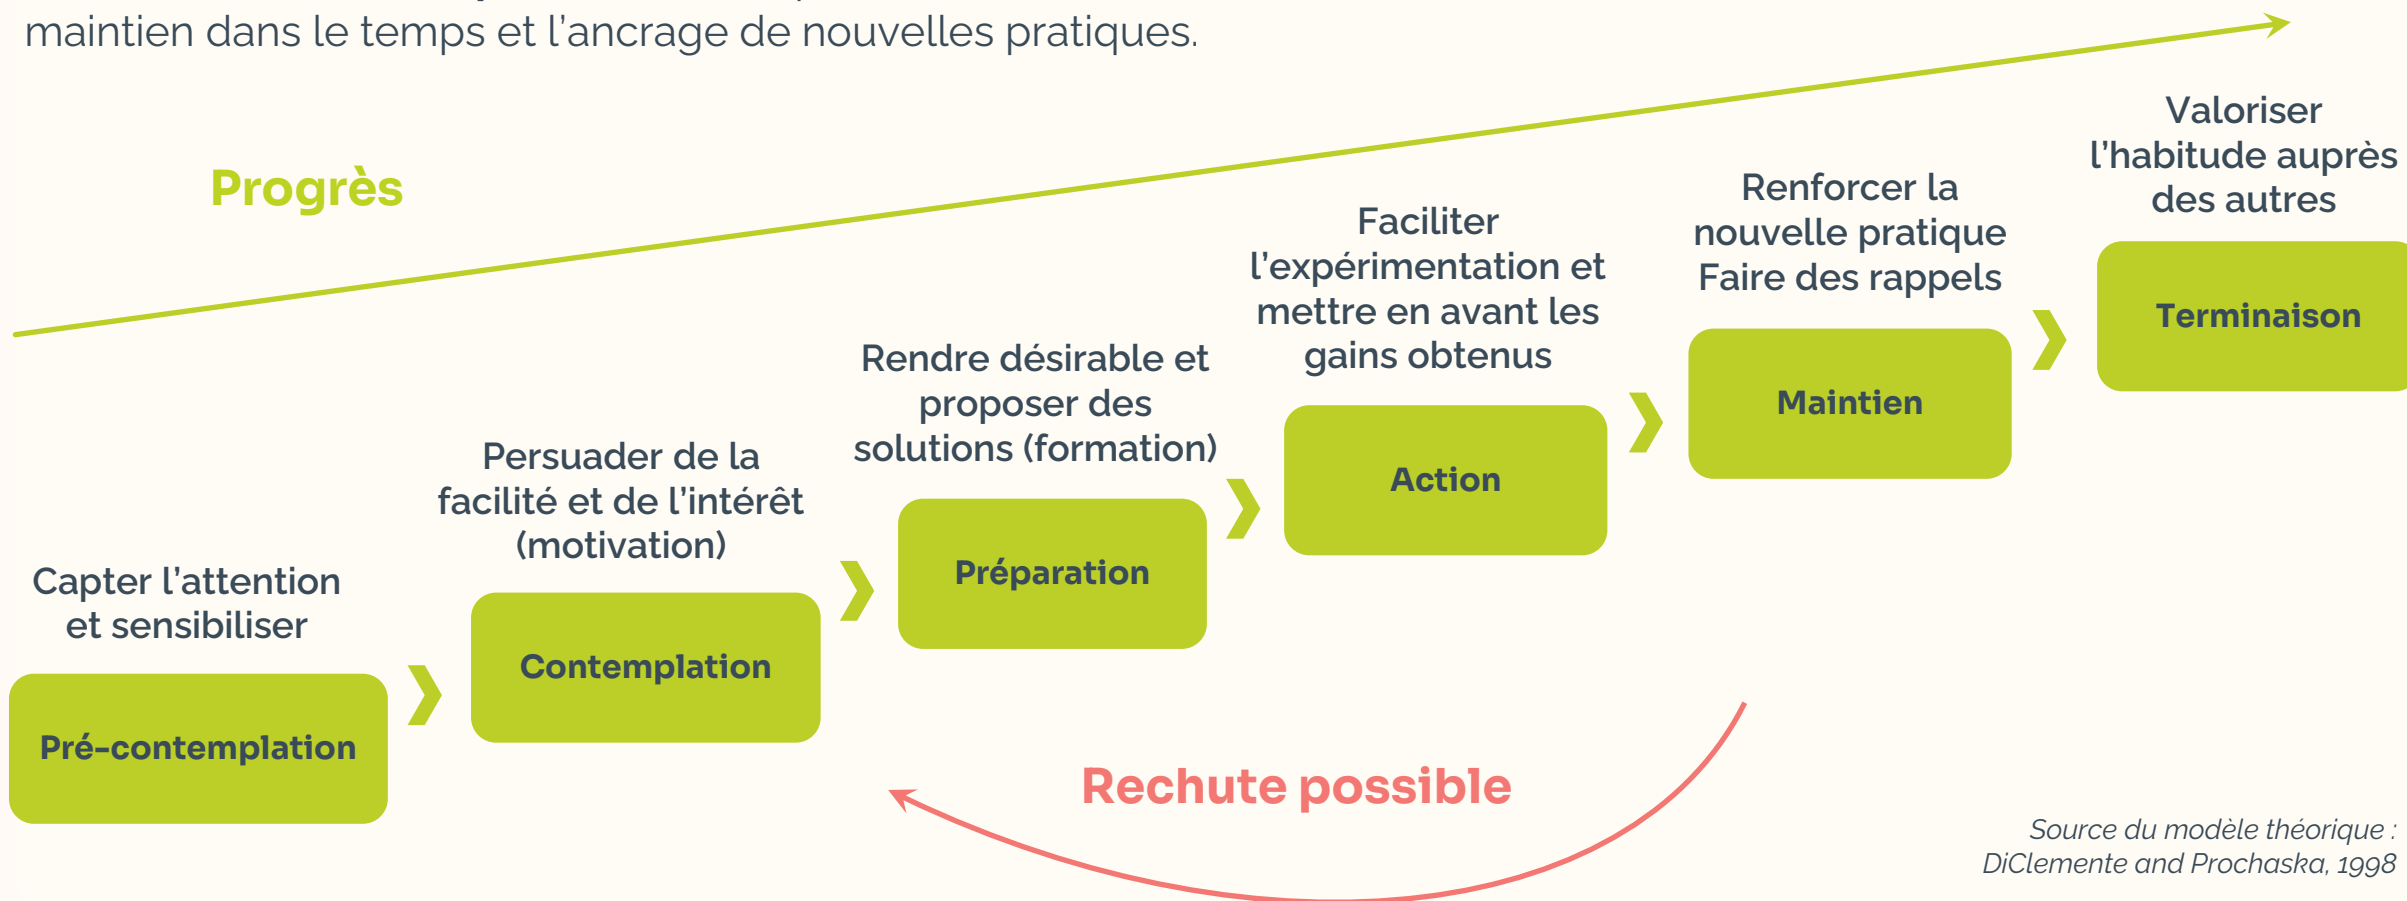 maintien dans le temps et l’ancrage de nouvelles pratiques.
Progrès
Capter l’attention
et sensibiliser
Pré-contemplation
Persuader de la
facilité et de l’intérêt
(motivation)
Contemplation
Rendre désirable et
proposer des
solutions (formation)
Préparation
Faciliter
l’expérimentation et
mettre en avant les
gains obtenus
Action
Renforcer la
nouvelle pratique
Faire des rappels
Maintien
Valoriser
l’habitude auprès
des autres
Terminaison
Rechute possible
Source du modèle théorique :
DiClemente and Prochaska, 1998